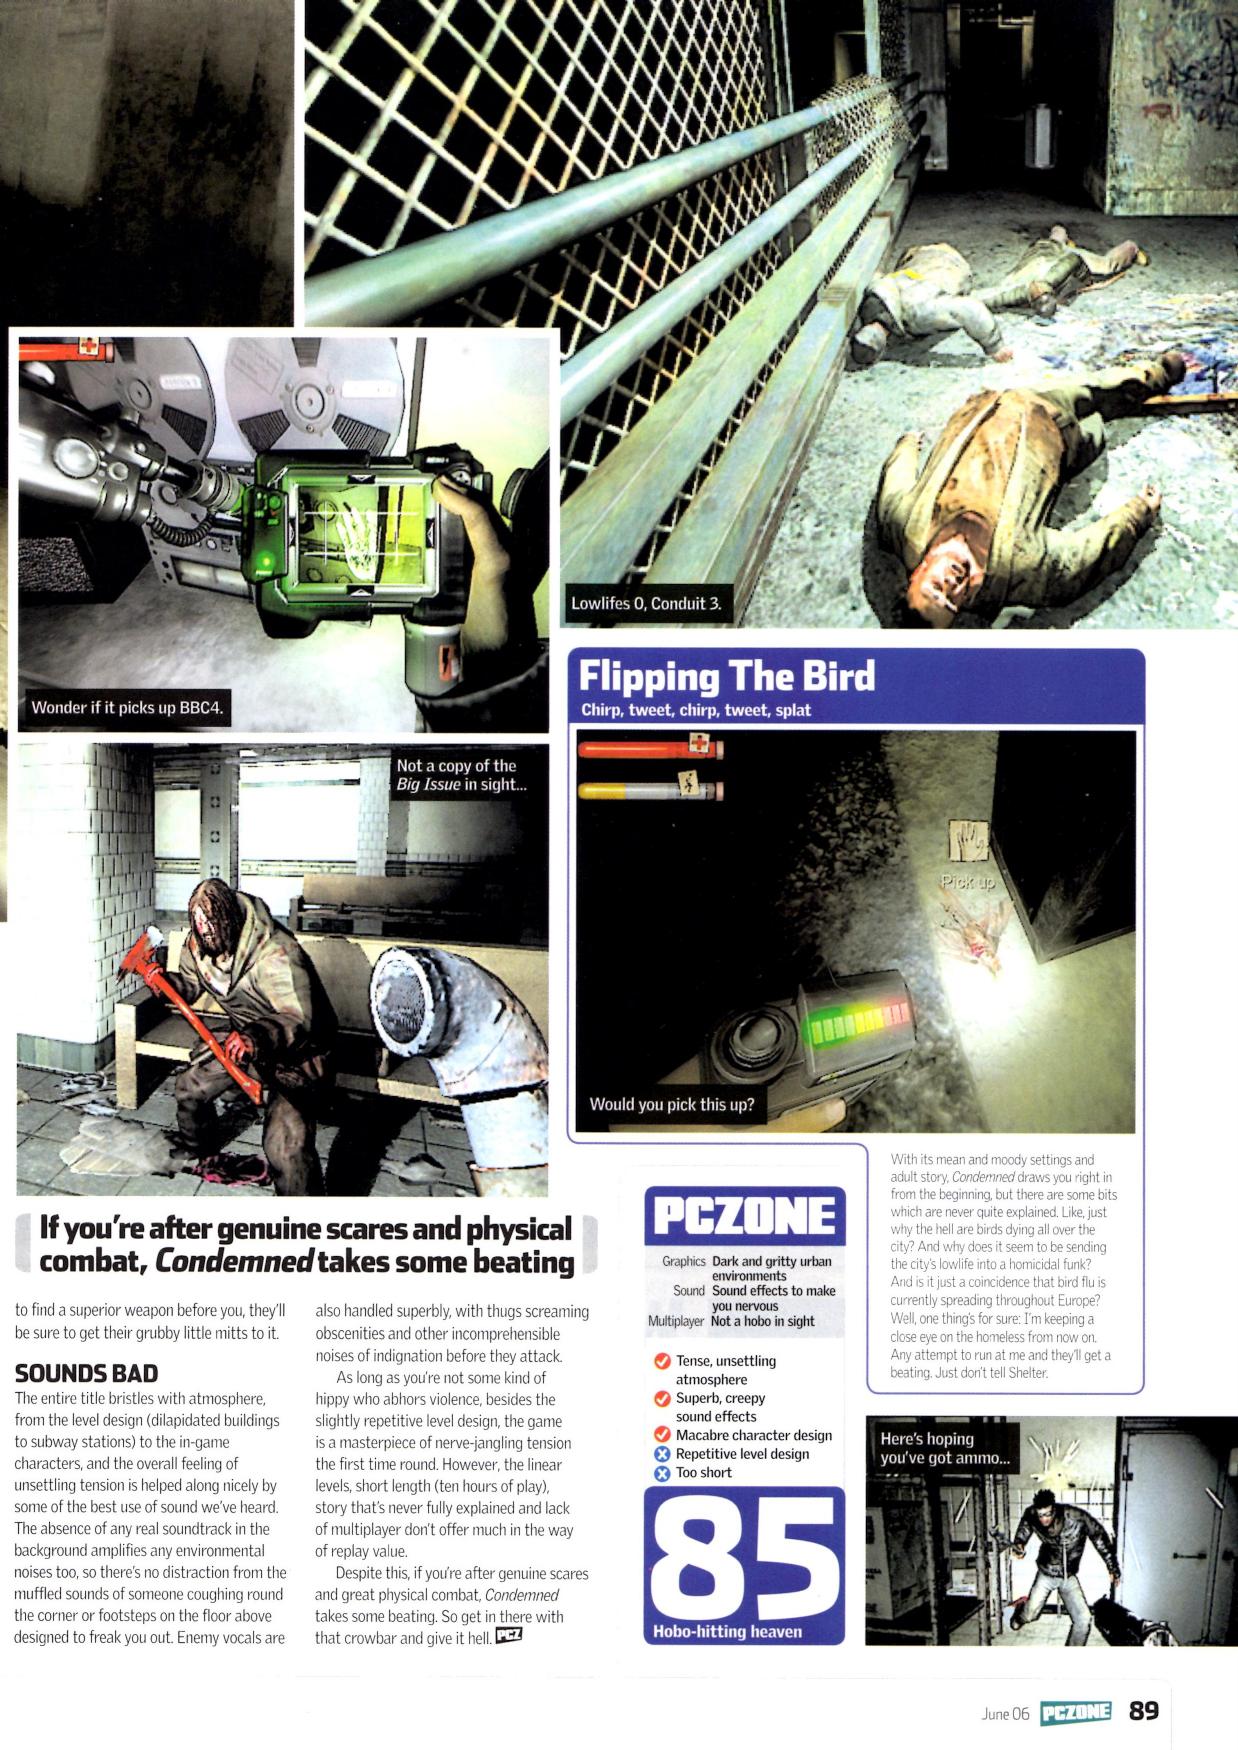 Lowlifes 0, Conduit 3.
Wonder if it picks up BBC4.
Not a copy of the
Big Issue in sight...
If you're after genuine scares and physical
combat, Condemned takes some beating
to find a superior weapon before you, they'll
be sure to get their grubby little mitts to it.
SOUNDS BAD
The entire title bristles with atmosphere,
from the level design (dilapidated buildings
to subway stations) to the in-game
characters, and the overall feeling of
unsettling tension is helped along nicely by
some of the best use of sound we've heard.
The absence of any real soundtrack in the
background amplifies any environmental
noises too, so there's no distraction from the
muffled sounds of someone coughing round
the corner or footsteps on the floor above
designed to freak you out. Enemy vocals are
also handled superbly, with thugs screaming
obscenities and other incomprehensible
noises of indignation before they attack.
As long as you're not some kind of
hippy who abhors violence, besides the
slightly repetitive level design, the game
is a masterpiece of nerve-jangling tension
the first time round. However, the linear
levels, short length (ten hours of play),
story that's never fully explained and lack
of multiplayer don't offer much in the way
of replay value.
Despite this, if you're after genuine scares
and great physical combat, Condemned
takes some beating. So get in there with
that crowbar and give it hell. PCZ
Flipping The Bird
Chirp, tweet, chirp, tweet, splat
Pick up
Would you pick this up?
With its mean and moody settings and
adult story, Condemned draws you right in
from the beginning, but there are some bits
which are never quite explained. Like, just
why the hell are birds dying all over the
city? And why does it seem to be sending
the city's lowlife into a homicidal funk?
And is it just a coincidence that bird flu is
currently spreading throughout Europe?
Well, one thing's for sure: I'm keeping a
close eye on the homeless from now on.
Any attempt to run at me and they'll get a
beating. Just don't tell Shelter.
PCZONE
Graphics Dark and gritty urban
environments
Sound Sound effects to make
you nervous
Multiplayer Not a hobo in sight
Tense, unsettling
atmosphere
Superb, creepy
sound effects
Macabre character design
Repetitive level design
Too short
85
Hobo-hitting heaven
Here's hoping
you've got ammo...
June 06 PCZONE 89